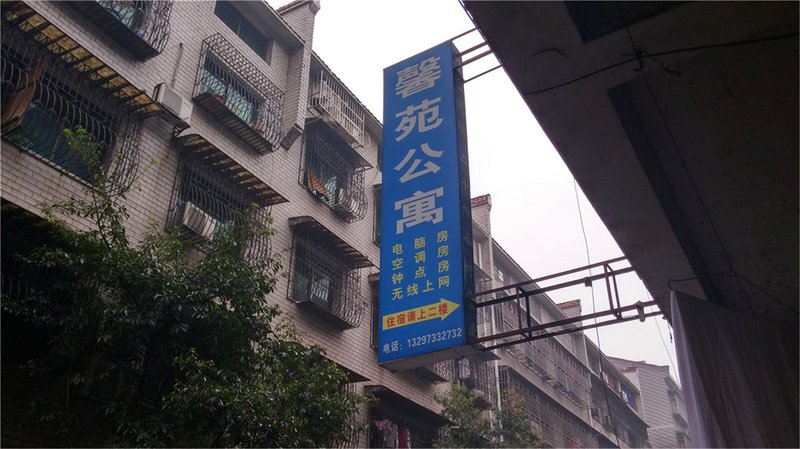 馨苑公寓
电脑房
空调房
钟点房
无线上网
住宿请上二楼
电话:13297332732